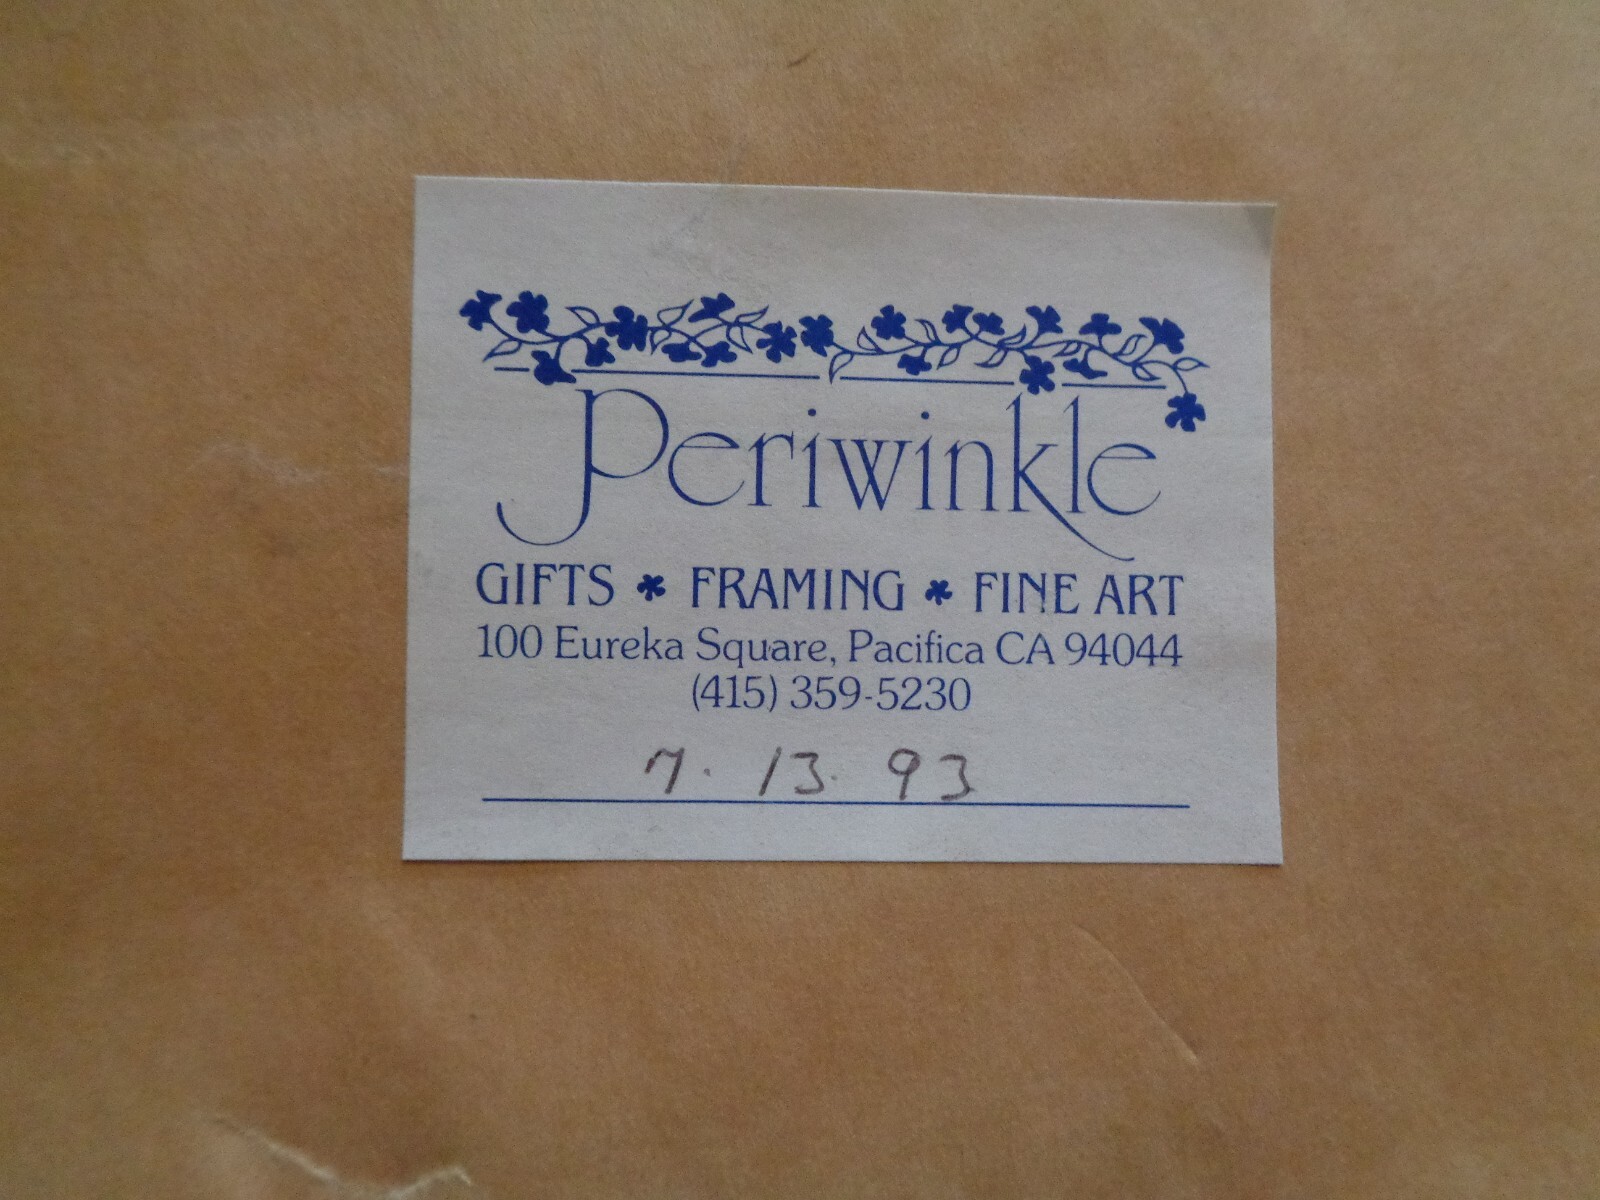 Periwinkle
GIFTS * FRAMING * FINE ART
100 Eureka Square, Pacifica CA 94044
(415) 359-5230
7. 13. 93